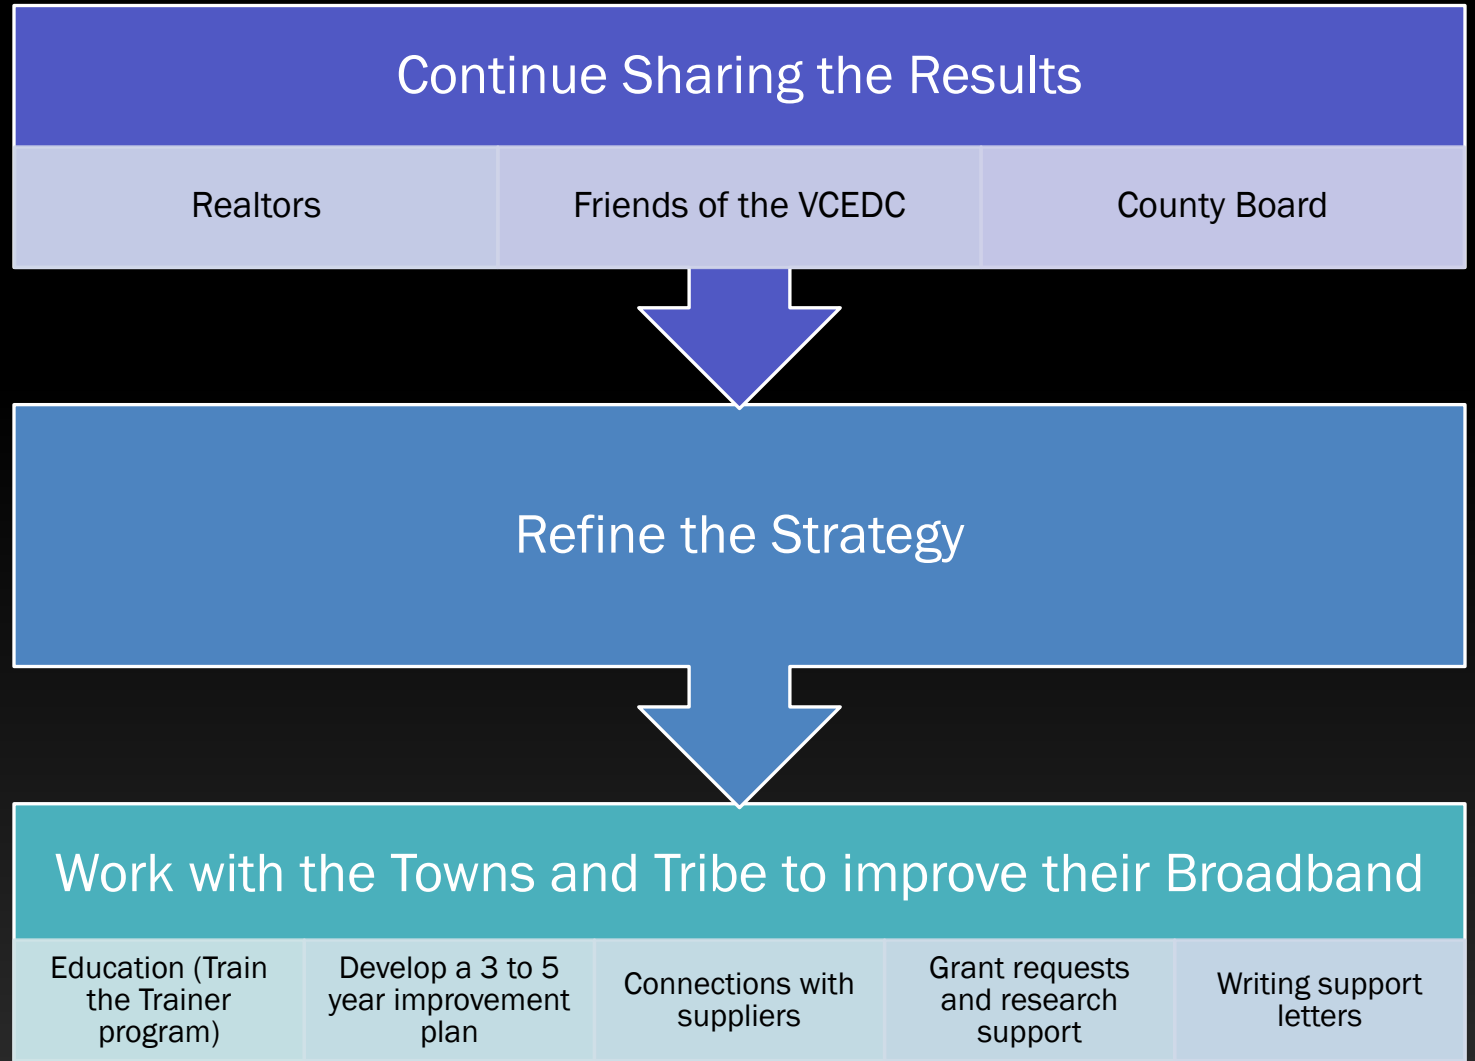 Continue Sharing the Results
Realtors
Friends of the VCEDC
County Board
Refine the Strategy
Work with the Towns and Tribe to improve their Broadband
Education (Train
the Trainer
program)
Develop a 3 to 5
year improvement
plan
Connections with
suppliers
Grant requests
and research
support
Writing support
letters